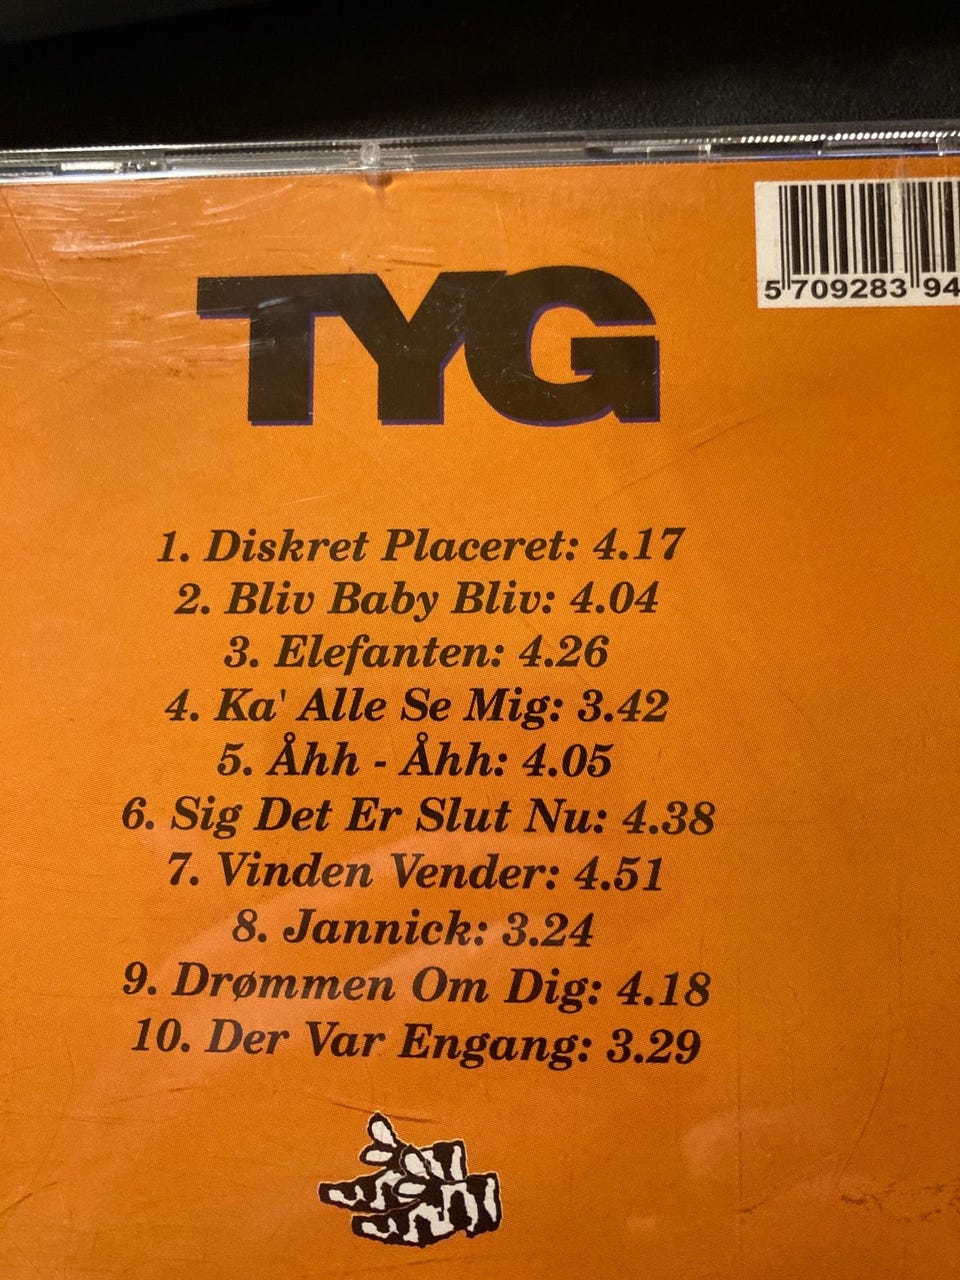 5 709283 94
TYG
1. Diskret Placeret: 4.17
2. Bliv Baby Bliv: 4.04
3. Elefanten: 4.26
4. Ka' Alle Se Mig: 3.42
5. Åhh - Åhh: 4.05
6. Sig Det Er Slut Nu: 4.38
7. Vinden Vender: 4.51
8. Jannick: 3.24
9. Drømmen Om Dig: 4.18
10. Der Var Engang: 3.29